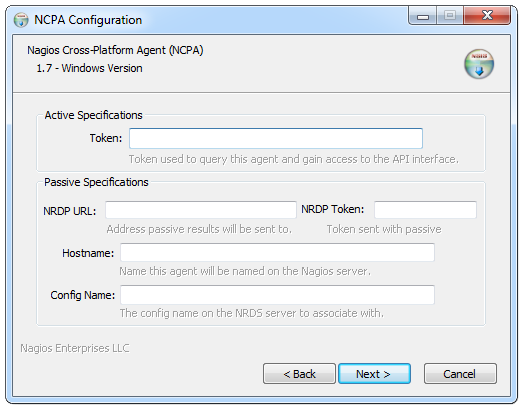 NCPA Configuration
Nagios Cross-Platform Agent (NCPA)
1.7 - Windows Version
Active Specifications
Token:
Token used to query this agent and gain access to the API interface.
Passive Specifications
NRDP URL: NRDP Token:
Address passive results will be sent to. Token sent with passive
Hostname:
Name this agent will be named on the Nagios server.
Config Name:
The config name on the NRDS server to associate with.
Nagios Enterprises LLC
< Back Next > Cancel